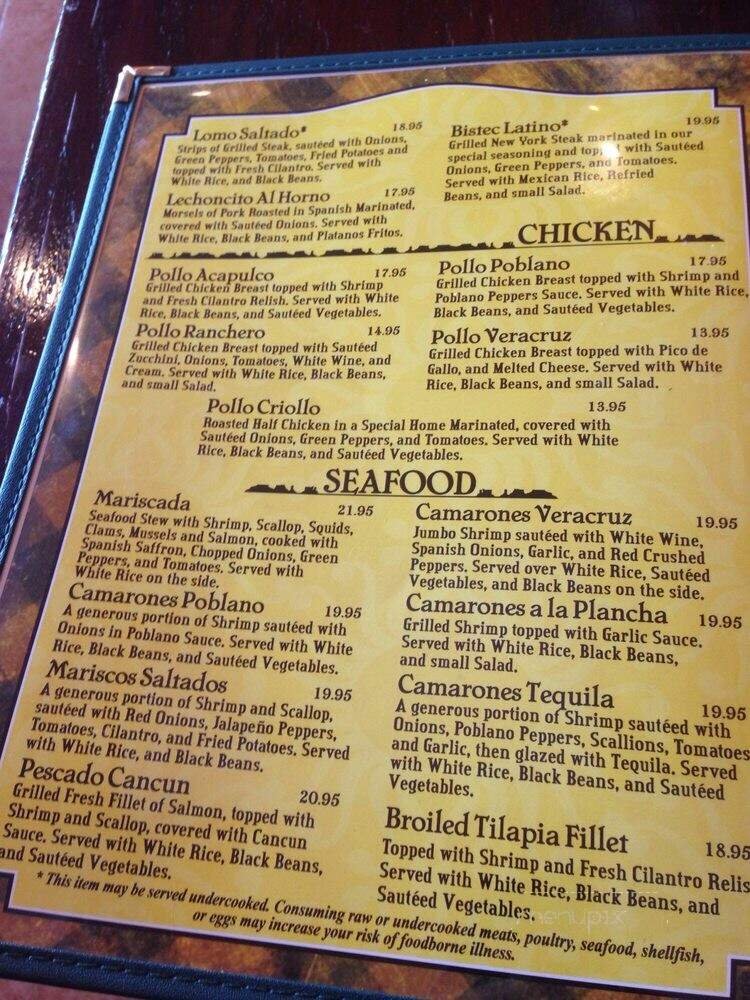 Lomo Saltado* 18.95
Strips of Grilled Steak, sautéed with Onions,
Green Peppers, Tomatoes, Fried Potatoes and
topped with Fresh Cilantro. Served with
White Rice, and Black Beans.
Lechoncito Al Horno 17.95
Morsels of Pork Roasted in Spanish Marinated,
covered with Sautéed Onions. Served with
White Rice, Black Beans, and Platanos Fritos.
Bistec Latino* 19.95
Grilled New York Steak marinated in our
special seasoning and with Sautéed
Onions, Green Peppers, and Tomatoes.
Served with Mexican Rice, Refried
Beans, and small Salad.
CHICKEN
Pollo Acapulco 17.95
Grilled Chicken Breast topped with Shrimp
and Fresh Cilantro Relish. Served with White
Rice, Black Beans, and Sautéed Vegetables.
Pollo Poblano 17.95
Grilled Chicken Breast topped with Shrimp and
Poblano Peppers Sauce. Served with White Rice,
Black Beans, and Sautéed Vegetables.
Pollo Ranchero 14.95
Grilled Chicken Breast topped with Sautéed
Zucchini, Onions, Tomatoes, White Wine, and
Cream. Served with White Rice, Black Beans,
and small Salad.
Pollo Veracruz 13.95
Grilled Chicken Breast topped with Pico de
Gallo, and Melted Cheese. Served with White
Rice, Black Beans, and small Salad.
Pollo Criollo 13.95
Roasted Half Chicken in a Special Home Marinated, covered with
Sautéed Onions, Green Peppers, and Tomatoes. Served with White
Rice, Black Beans, and Sautéed Vegetables.
SEAFOOD
Mariscada 21.95
Seafood Stew with Shrimp, Scallop, Squids,
Clams, Mussels and Salmon, cooked with
Spanish Saffron, Chopped Onions, Green
Peppers, and Tomatoes. Served with
White Rice on the side.
Camarones Poblano 19.95
A generous portion of Shrimp sautéed with
Onions in Poblano Sauce. Served with White
Rice, Black Beans, and Sautéed Vegetables.
Mariscos Saltados 19.95
A generous portion of Shrimp and Scallop,
sautéed with Red Onions, Jalapeño Peppers,
Tomatoes, Cilantro, and Fried Potatoes. Served
with White Rice, and Black Beans.
Pescado Cancun 20.95
Grilled Fresh Fillet of Salmon, topped with
Shrimp and Scallop, covered with Cancun
Sauce. Served with White Rice, Black Beans,
and Sautéed Vegetables.
Camarones Veracruz 19.95
Jumbo Shrimp sautéed with White Wine,
Spanish Onions, Garlic, and Red Crushed
Peppers. Served over White Rice, Sautéed
Vegetables, and Black Beans on the side.
Camarones a la Plancha 19.95
Grilled Shrimp topped with Garlic Sauce.
Served with White Rice, Black Beans,
and small Salad.
Camarones Tequila 19.95
A generous portion of Shrimp sautéed with
Onions, Poblano Peppers, Scallions, Tomatoes
and Garlic, then glazed with Tequila. Served
with White Rice, Black Beans, and Sautéed
Vegetables.
Broiled Tilapia Fillet 18.95
Topped with Shrimp and Fresh Cilantro Relis
Served with White Rice, Black Beans, and
Sautéed Vegetables.
* This item may be served undercooked. Consuming raw or undercooked meats, poultry, seafood, shellfish,
or eggs may increase your risk of foodborne illness.